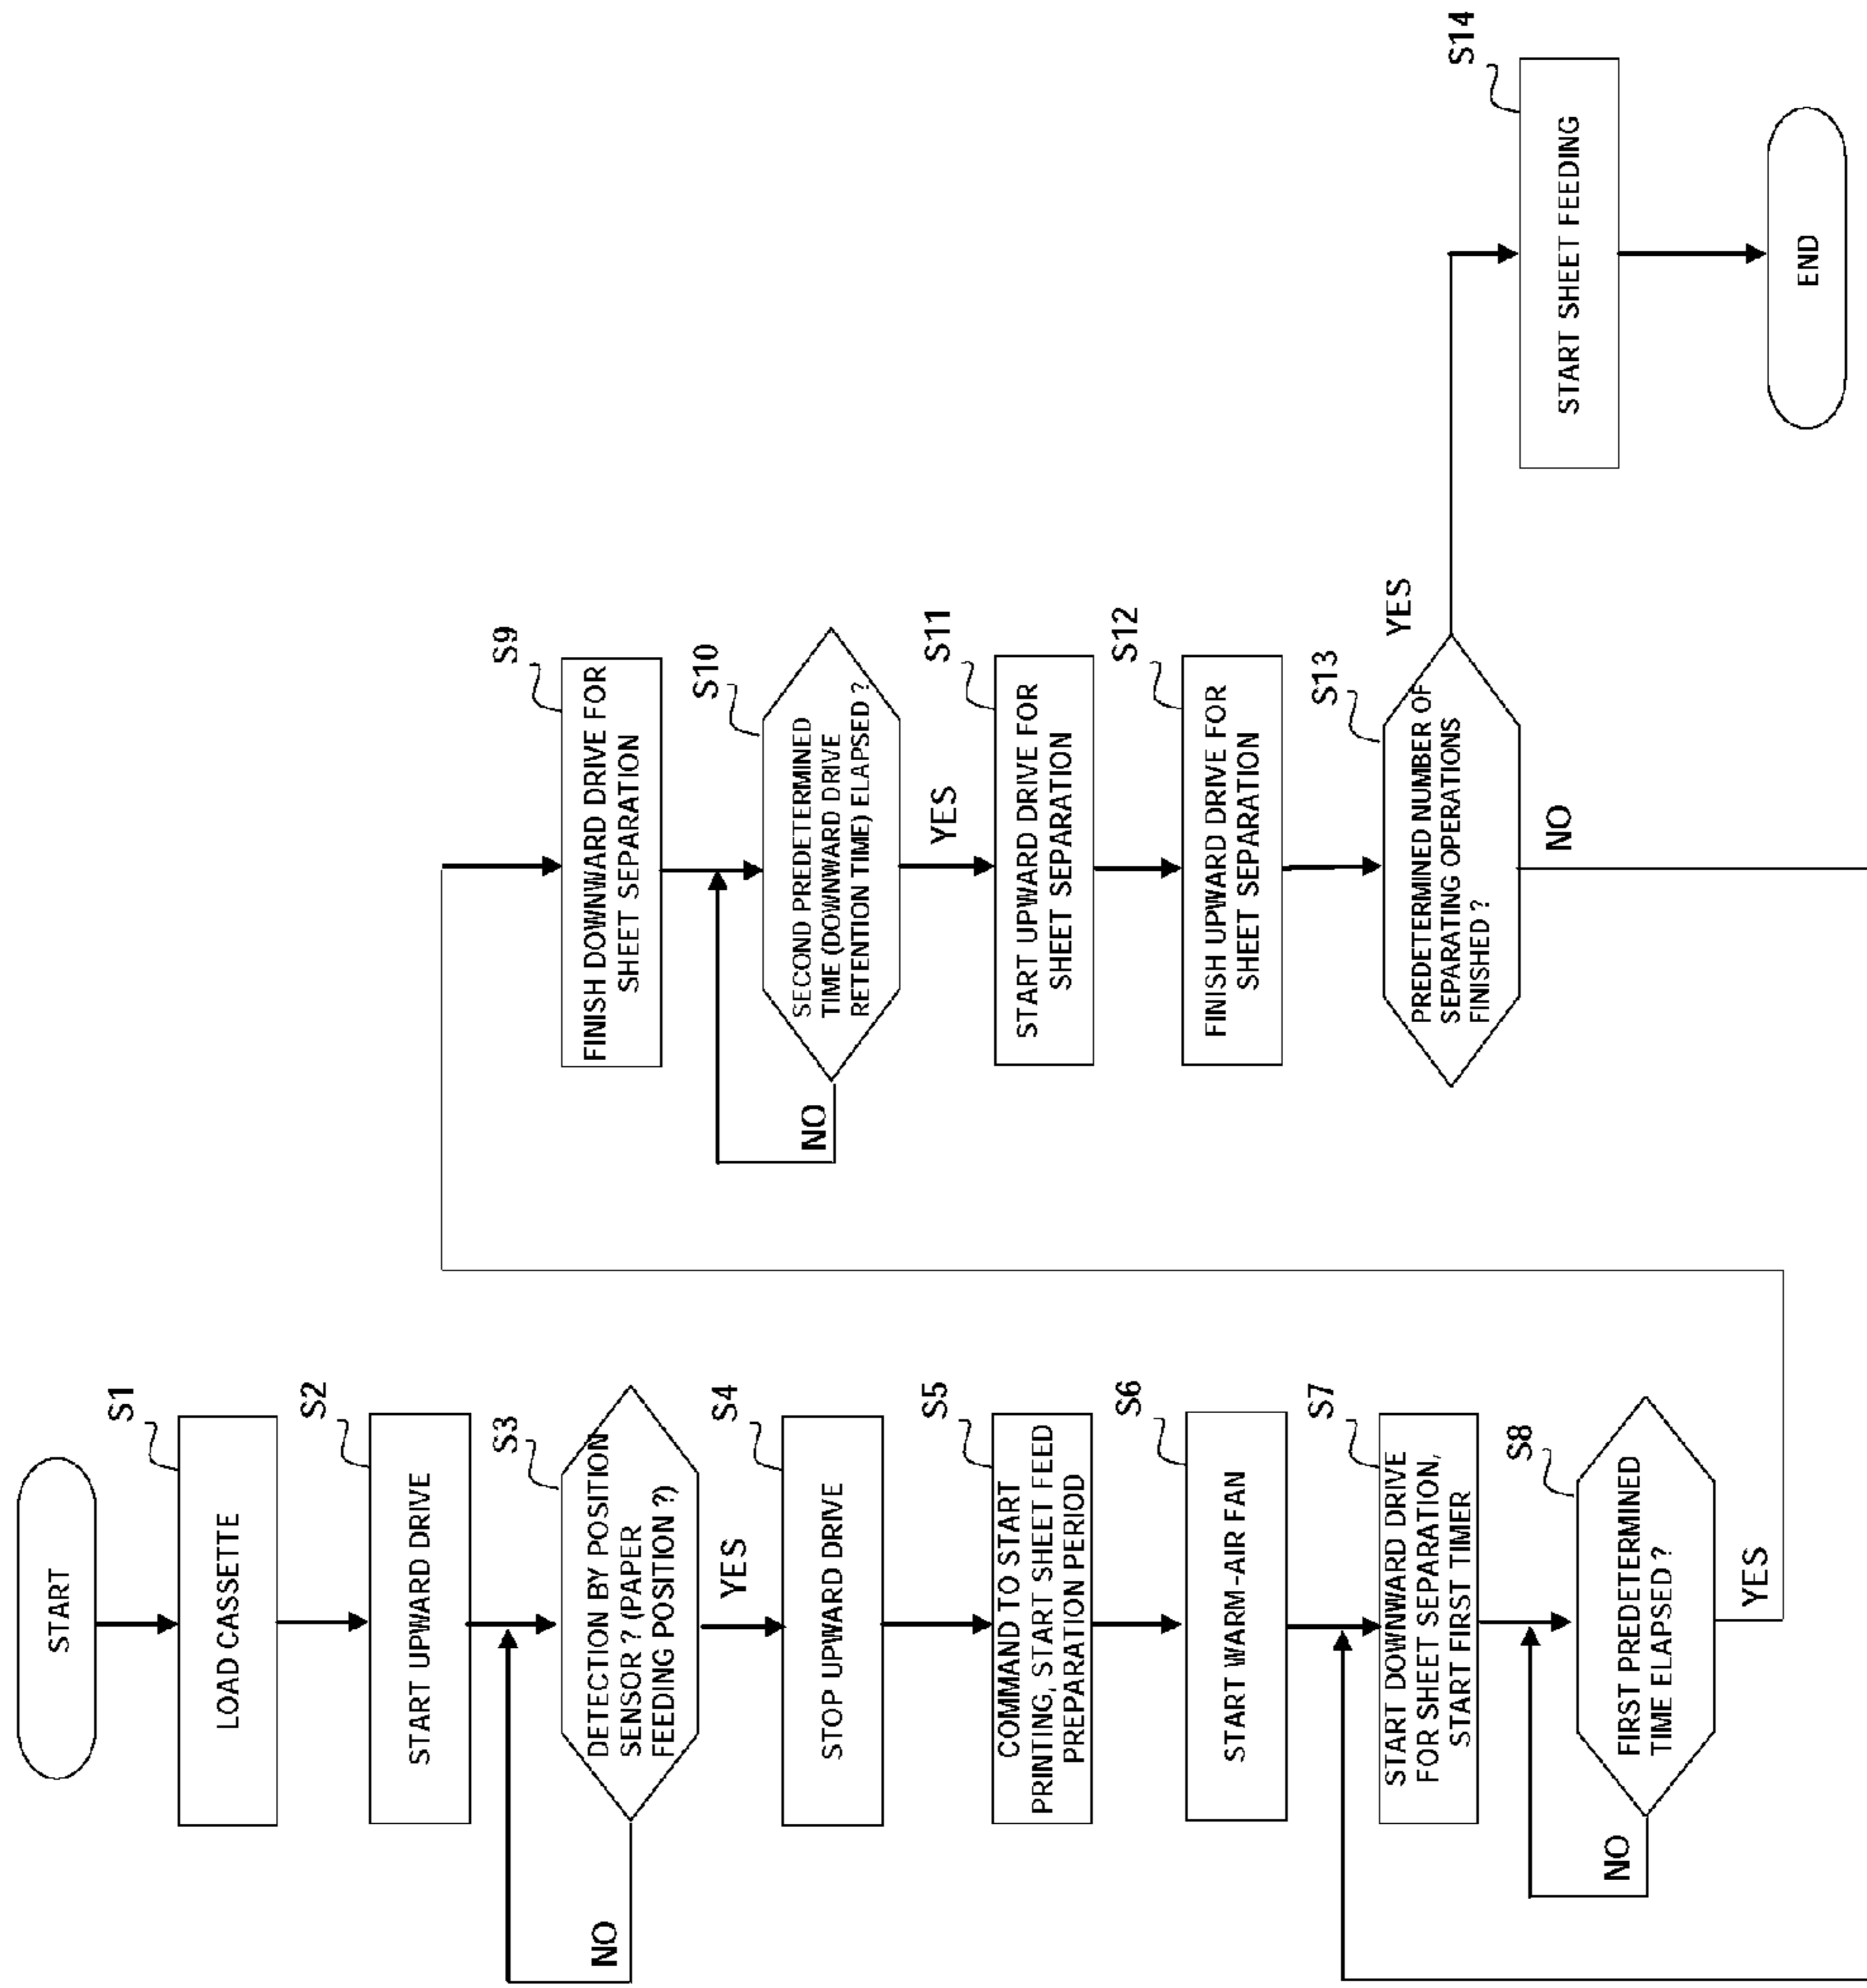 START
S1
LOAD CASSETTE
S2
START UPWARD DRIVE
S3
DETECTION BY POSITION
SENSOR ? (PAPER
FEEDING POSITION ?)
NO
YES
S4
STOP UPWARD DRIVE
S5
COMMAND TO START
PRINTING, START SHEET FEED
PREPARATION PERIOD
S6
START WARM-AIR FAN
S7
START DOWNWARD DRIVE
FOR SHEET SEPARATION,
START FIRST TIMER
S8
FIRST PREDETERMINED
TIME ELAPSED ?
NO
YES
S9
FINISH DOWNWARD DRIVE FOR
SHEET SEPARATION
S10
SECOND PREDETERMINED
TIME (DOWNWARD DRIVE
RETENTION TIME) ELAPSED ?
NO
YES
S11
START UPWARD DRIVE FOR
SHEET SEPARATION
S12
FINISH UPWARD DRIVE FOR
SHEET SEPARATION
S13
PREDETERMINED NUMBER OF
SEPARATING OPERATIONS
FINISHED ?
YES
NO
S14
START SHEET FEEDING
END